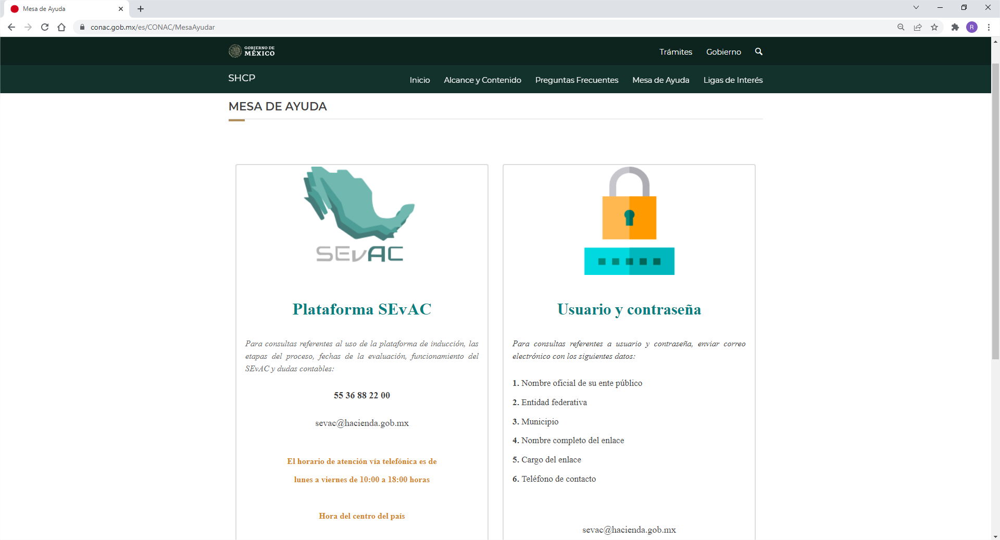 Mesa de Ayuda
conac.gob.mx/es/CONAC/MesaAyudar
R
GOBIERNO DE
MÉXICO
Trámites
Gobierno
SHCP
Inicio
Alcance y Contenido
Preguntas Frecuentes
Mesa de Ayuda
Ligas de Interés
MESA DE AYUDA
SEvAC
Plataforma SEvAC
Para consultas referentes al uso de la plataforma de inducción, las
etapas del proceso, fechas de la evaluación, funcionamiento del
SEvAC y dudas contables:
55 36 88 22 00
sevac@hacienda.gob.mx
El horario de atención vía telefónica es de
lunes a viernes de 10:00 a 18:00 horas
Hora del centro del país
Usuario y contraseña
Para consultas referentes a usuario y contraseña, enviar correo
electrónico con los siguientes datos:
1. Nombre oficial de su ente público
2. Entidad federativa
3. Municipio
4. Nombre completo del enlace
5. Cargo del enlace
6. Teléfono de contacto
sevac@hacienda.gob.mx